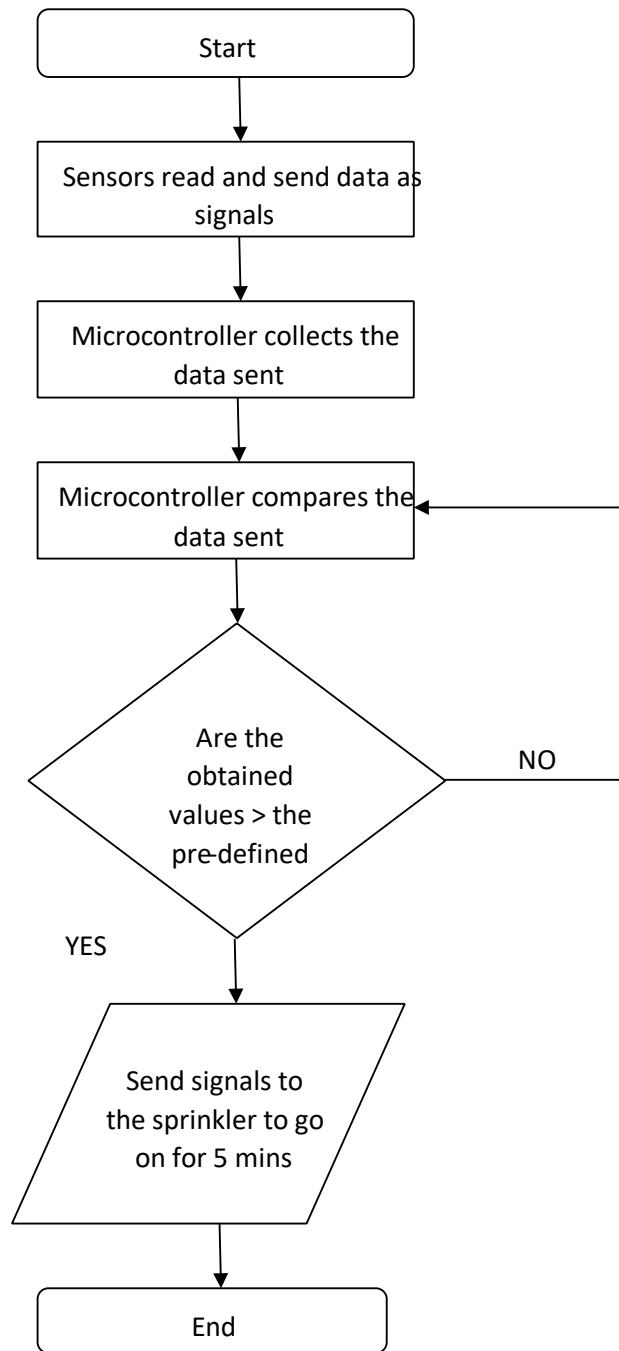 Start
Sensors read and send data as
signals
Microcontroller collects the
data sent
Microcontroller compares the
data sent
Are the
obtained
values > the
pre-defined
NO
YES
Send signals to
the sprinkler to go
on for 5 mins
End